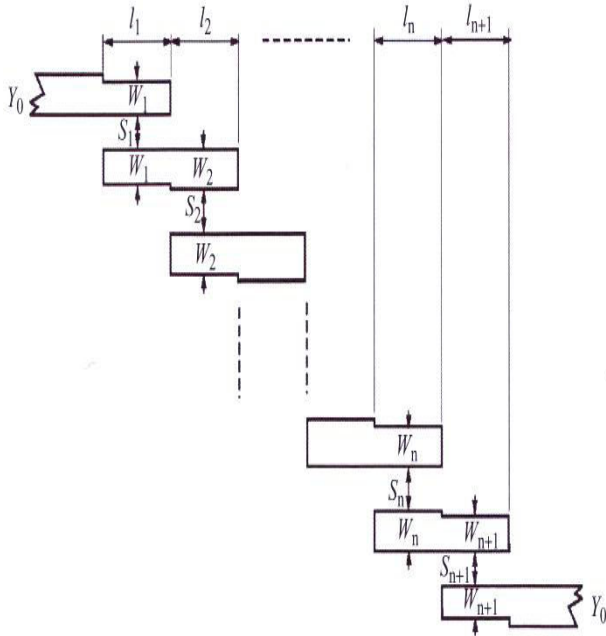 l₁ l₂ lₙ lₙ₊₁
Y₀ W₁
S₁
W₁ W₂
S₂
W₂
Wₙ
Sₙ
Wₙ Wₙ₊₁
Sₙ₊₁
Wₙ₊₁ Y₀